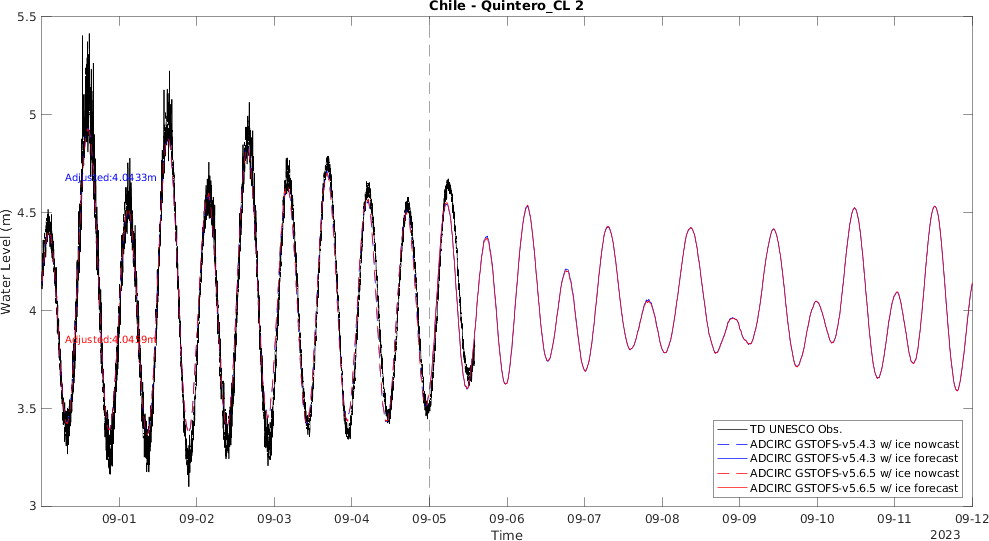 Chile - Quintero_CL 2
5.5
5
4.5
4
3.5
3
Water Level (m)
Adjusted:4.0433m
Adjusted:4.0459m
TD UNESCO Obs.
ADCIRC GSTOFS-v5.4.3 w/ ice nowcast
ADCIRC GSTOFS-v5.4.3 w/ ice forecast
ADCIRC GSTOFS-v5.6.5 w/ ice nowcast
ADCIRC GSTOFS-v5.6.5 w/ ice forecast
09-01 09-02 09-03 09-04 09-05 09-06 09-07 09-08 09-09 09-10 09-11 09-12
Time
2023